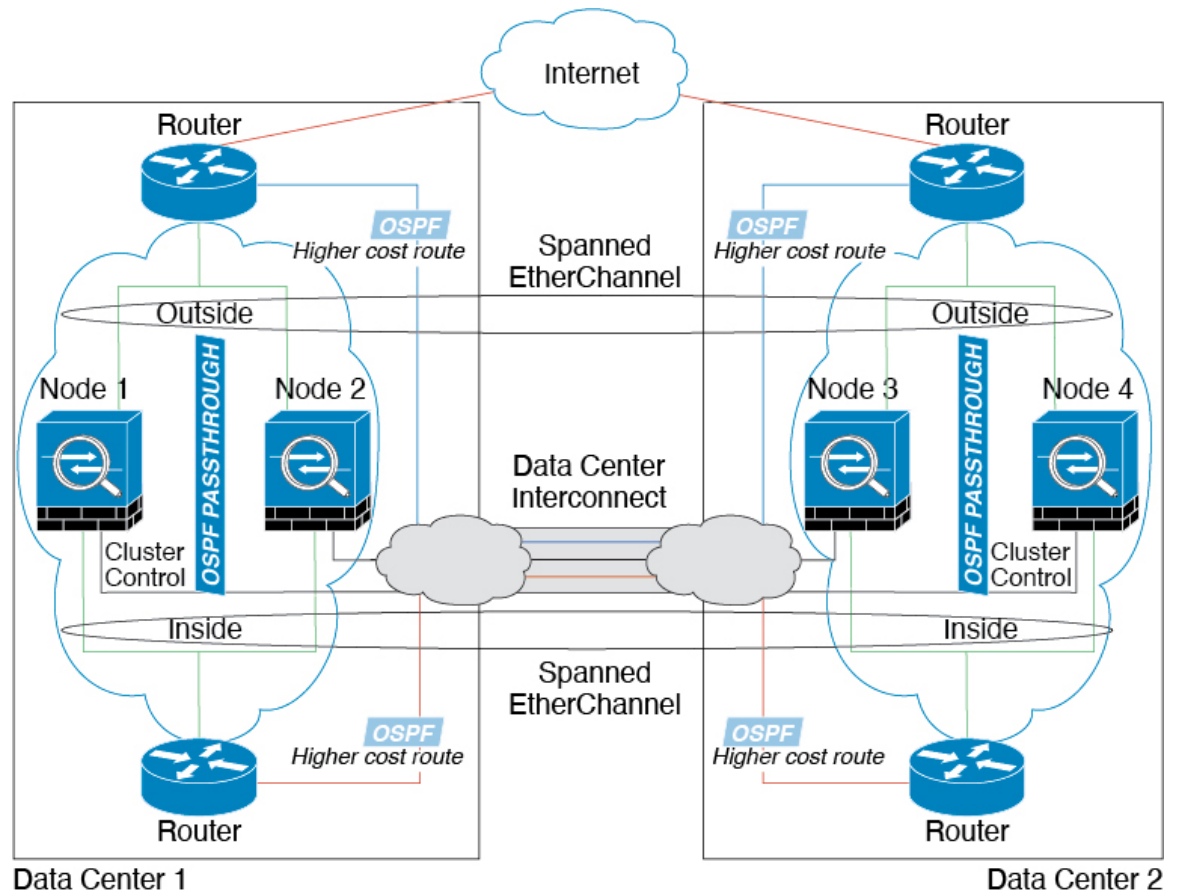 Internet
Router
Router
OSPF
Higher cost route
Spanned
EtherChannel
OSPF
Higher cost route
Outside
Outside
Node 1
OSPF PASSTHROUGH
Node 2
Node 3
OSPF PASSTHROUGH
Node 4
Data Center
Interconnect
Cluster
Control
Cluster
Control
Inside
Inside
Spanned
EtherChannel
OSPF
Higher cost route
OSPF
Higher cost route
Router
Router
Data Center 1
Data Center 2